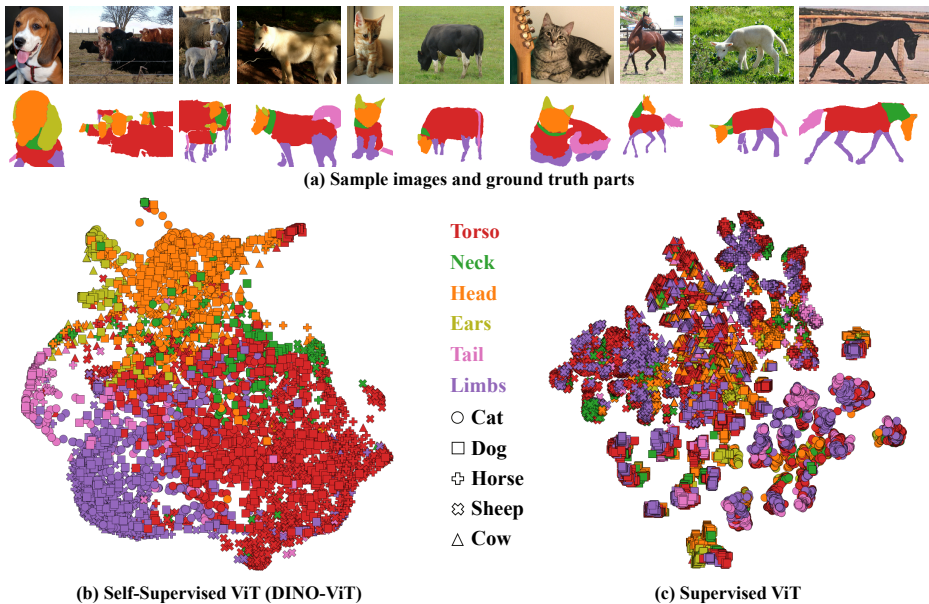 (a) Sample images and ground truth parts
Torso
Neck
Head
Ears
Tail
Limbs
Cat
Dog
Horse
Sheep
Cow
(b) Self-Supervised ViT (DINO-ViT)
(c) Supervised ViT